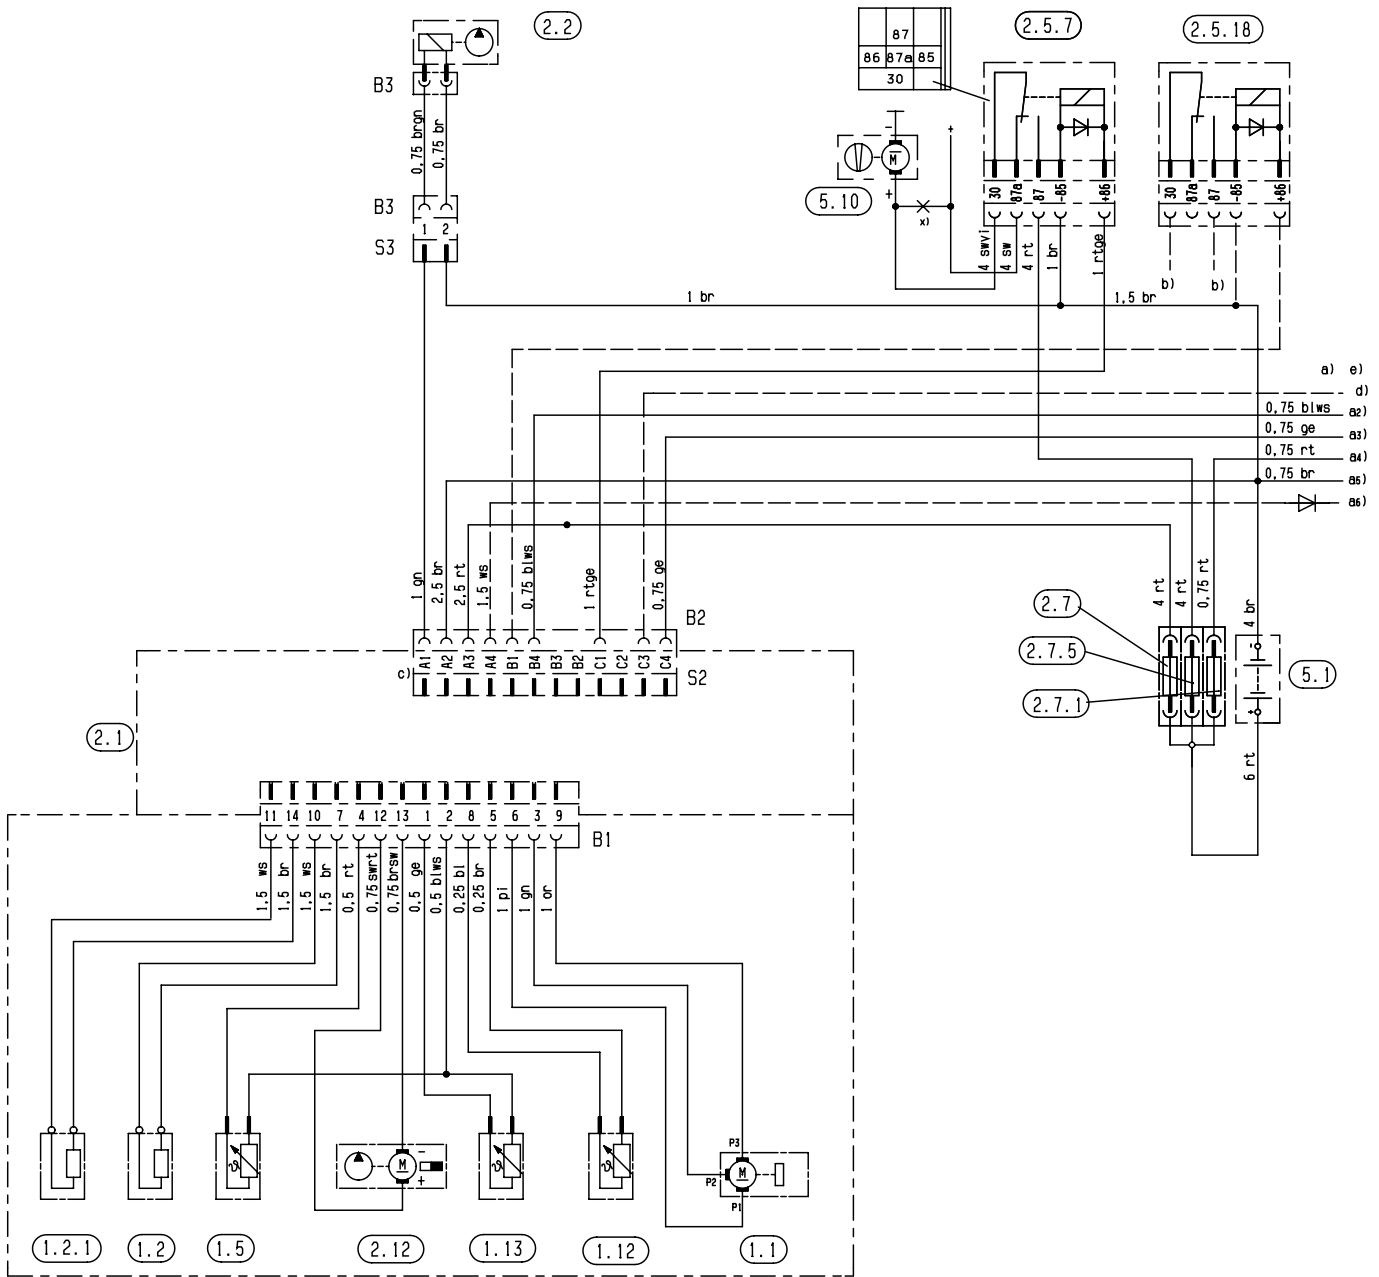 2.2
87
86 87a 85
30
2.5.7
2.5.18
B3
0,75 brgn
0,75 br
-
M
+
5.10
+
x)
30 87a 87 -85 +86
30 87a 87 -85 +86
B3
1 2
S3
4 swvi
4 sw
4 rt
1 br
1 rtge
b)
b)
1 br
1,5 br
a) e)
d)
0,75 blws a2)
0,75 ge a3)
0,75 rt a4)
0,75 br a5)
a6)
1 gn
2,5 br
2,5 rt
1,5 ws
0,75 blws
1 rtge
0,75 ge
4 rt
4 rt
0,75 rt
4 br
B2
c) A1 A2 A3 A4 B1 B4 B3 B2 C1 C2 C3 C4
S2
2.7
2.7.5
2.7.1
-
+
5.1
6 rt
2.1
11 14 10 7 4 12 13 1 2 8 5 6 3 9
B1
1,5 ws
1,5 br
1,5 ws
1,5 br
0,5 rt
0,75 swrt
0,75 brsw
0,5 ge
0,5 blws
0,25 bl
0,25 br
1 pi
1 gn
1 or
ϑ
M
-
+
ϑ
ϑ
P3
P2
M
P1
1.2.1
1.2
1.5
2.12
1.13
1.12
1.1